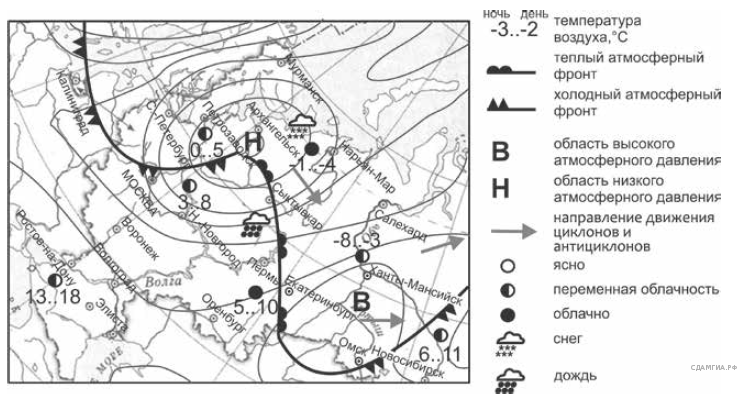 Мурманск
Калининград
С-Петербург
Петрозаводск
Архангельск
Нарьян-Мар
0..5
Н
-1..-4
МОСКВА
3..8
Сыктывкар
Салехард
Н. Новгород
Воронеж
Ростов-на-Дону
-8..-3
Пермь
Екатеринбург
Ханты-Мансийск
Волгоград
Волга
13..18
5..10
В
Элиста
Оренбург
Иртыш
6..11
Омск
Новосибирск
МОРЕ
ночь день
-3..-2 температура
воздуха,°С
теплый атмосферный
фронт
холодный атмосферный
фронт
В область высокого
атмосферного давления
Н область низкого
атмосферного давления
направление движения
циклонов и
антициклонов
ясно
переменная облачность
облачно
снег
дождь
СДАМГИА.РФ